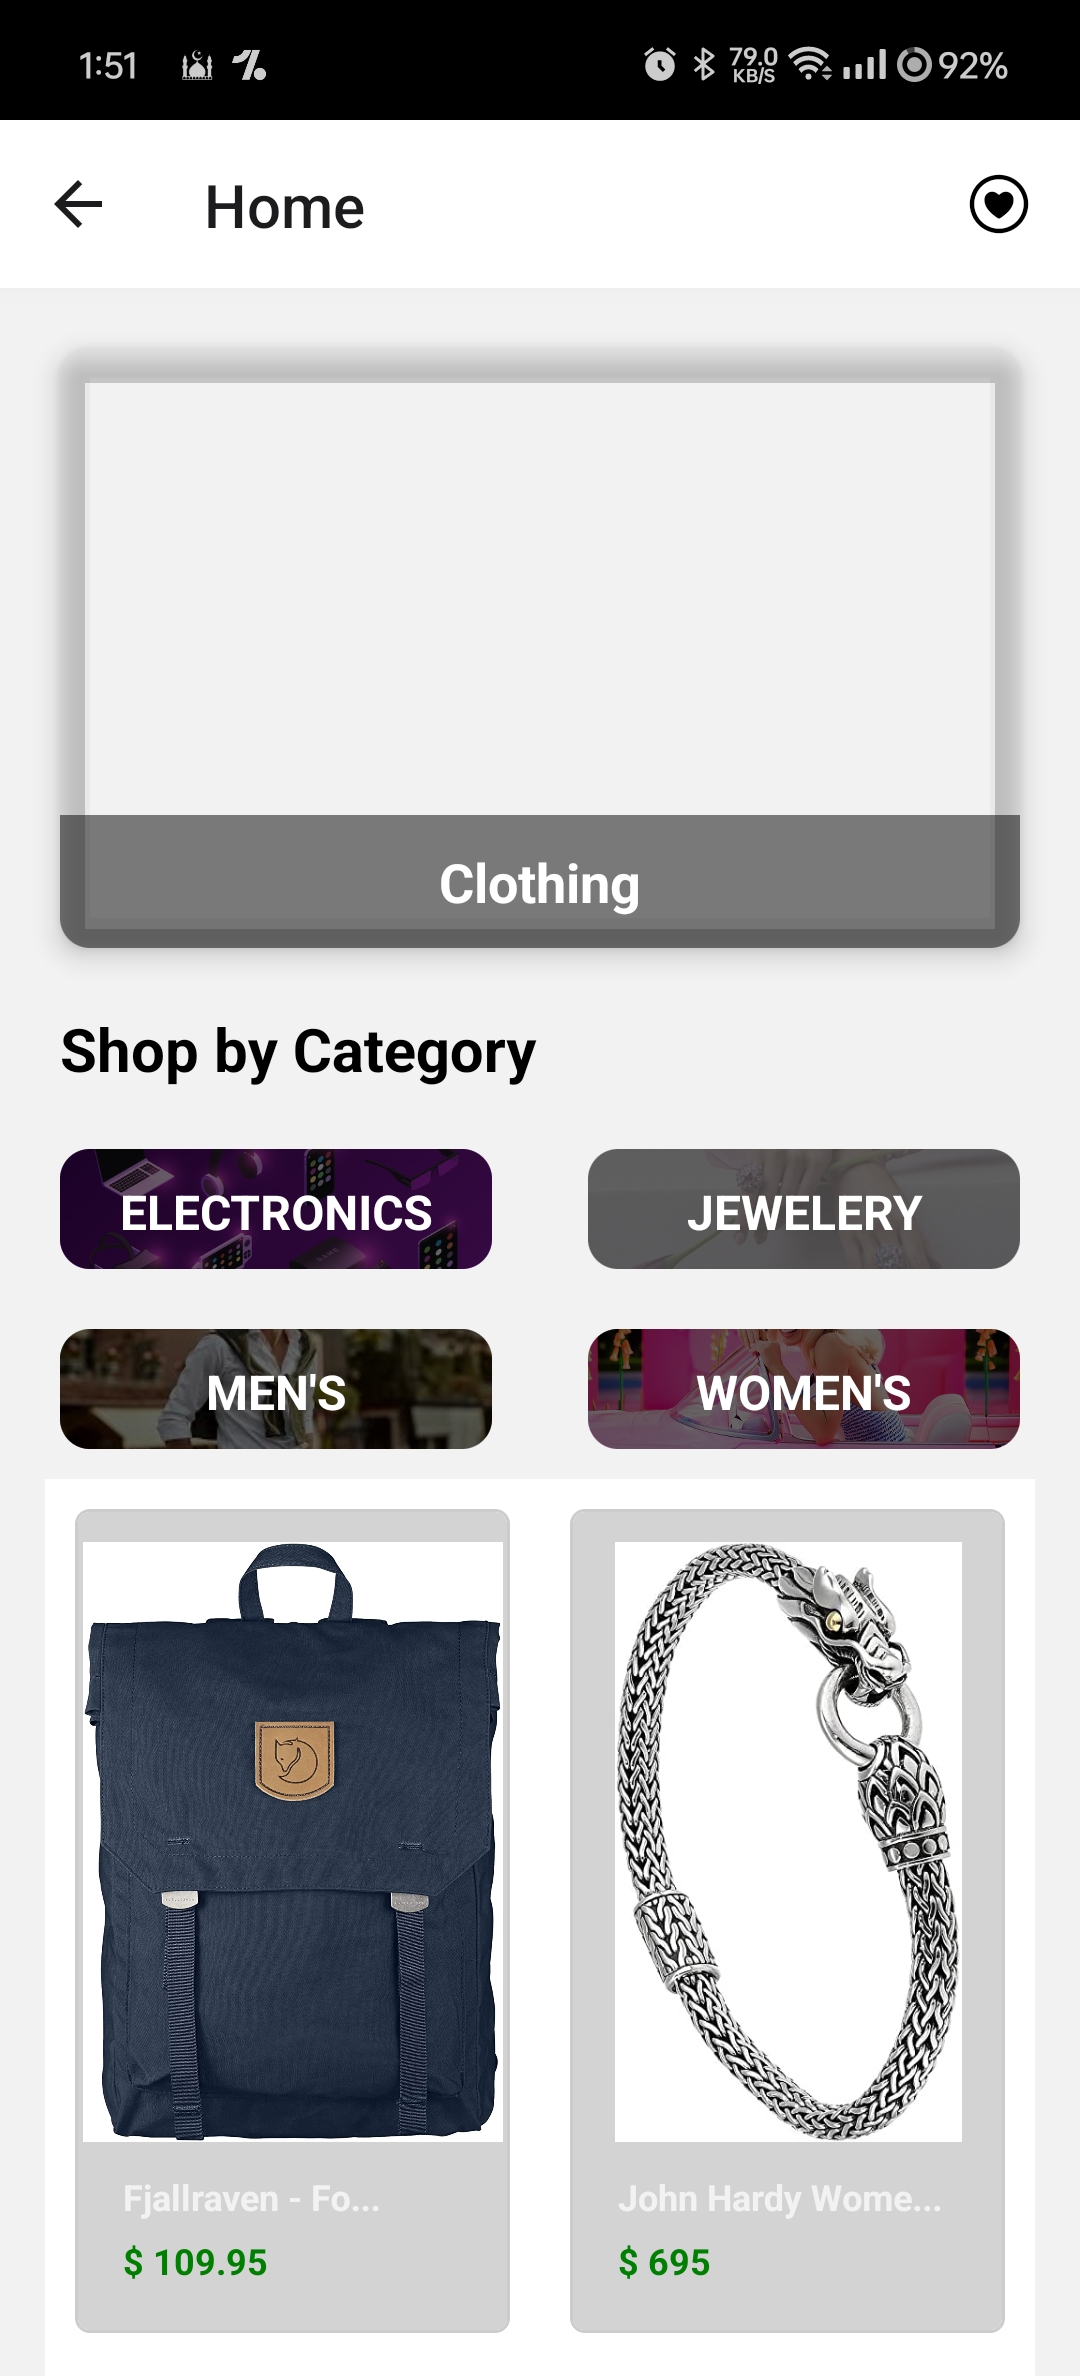 1:51
79.0
KB/S
92%
Home
Clothing
Shop by Category
ELECTRONICS
JEWELERY
MEN'S
WOMEN'S
Fjallraven - Fo...
$ 109.95
John Hardy Wome...
$ 695